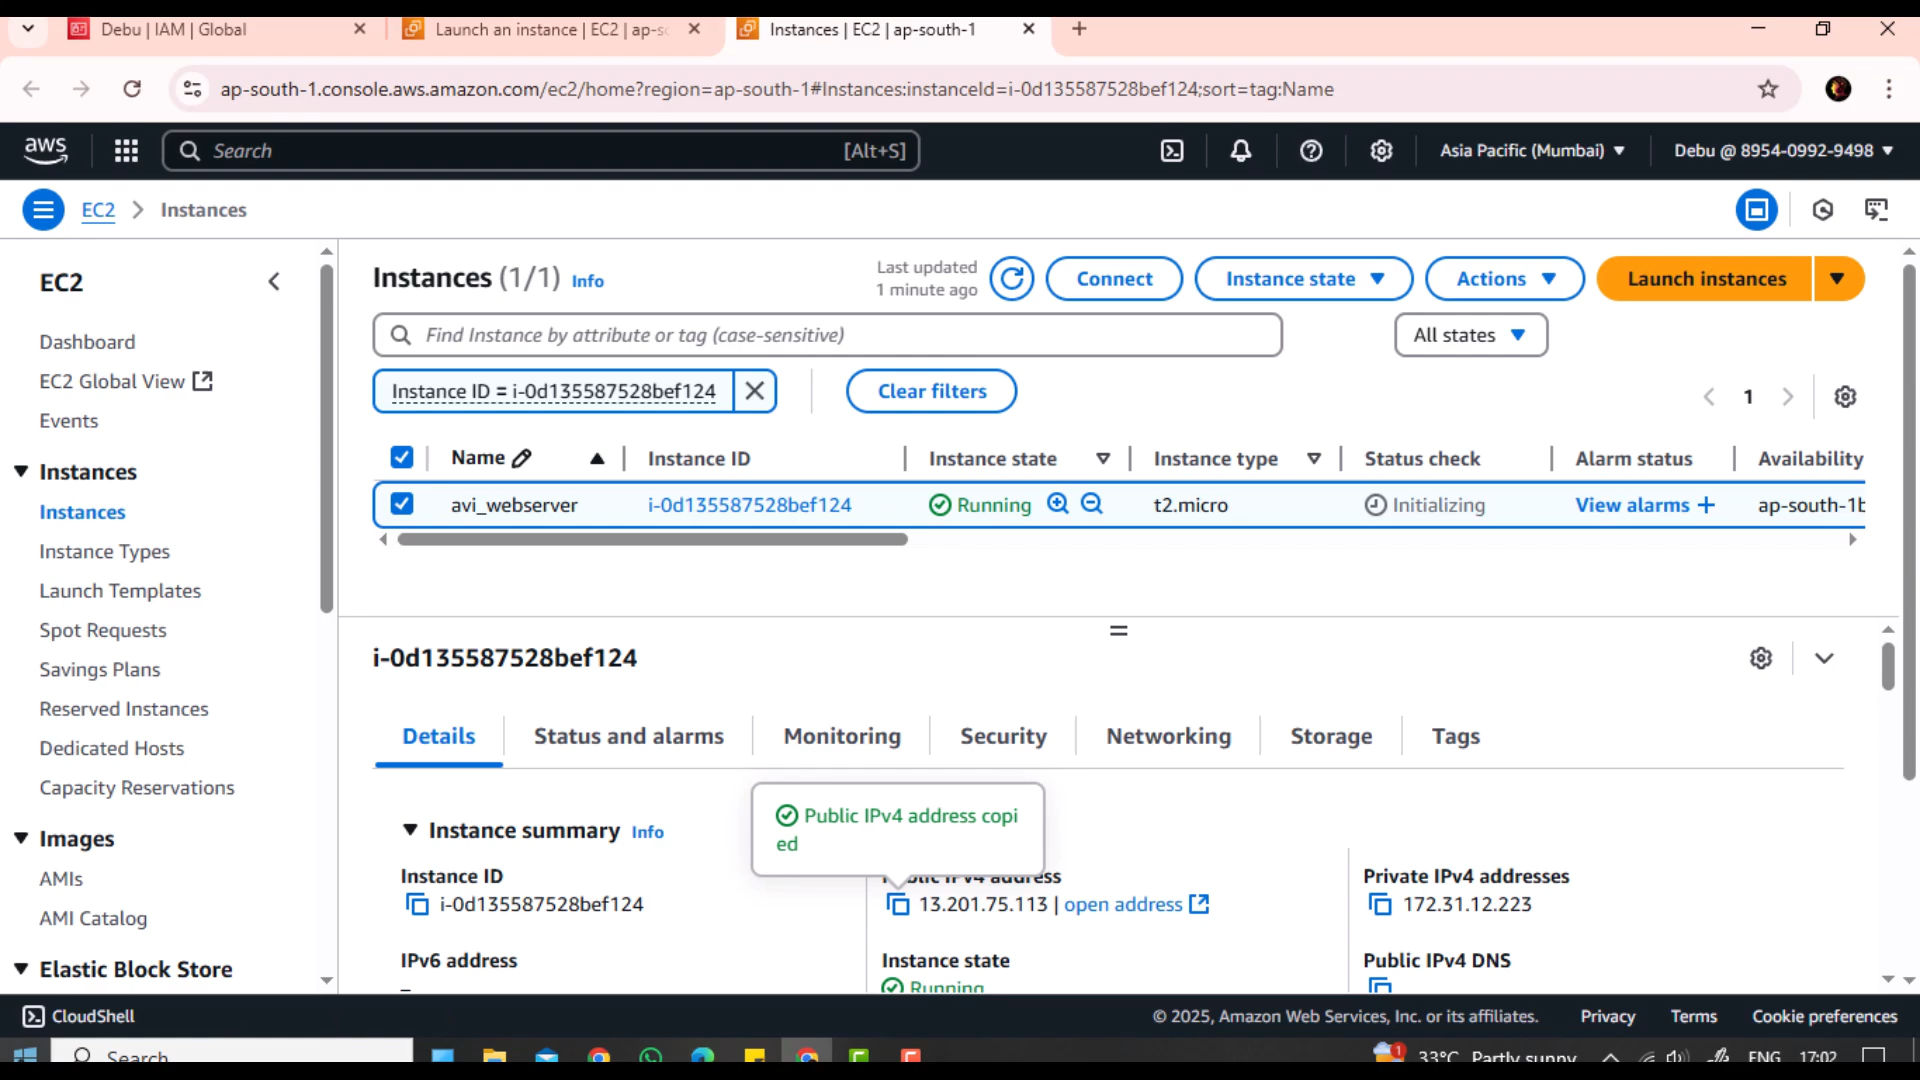 Debu | IAM | Global
Launch an instance | EC2 | ap-so
Instances | EC2 | ap-south-1
ap-south-1.console.aws.amazon.com/ec2/home?region=ap-south-1#Instances:instanceId=i-0d135587528bef124;sort=tag:Name
aws
Search [Alt+S]
Asia Pacific (Mumbai)
Debu @ 8954-0992-9498
EC2 > Instances
EC2
Dashboard
EC2 Global View
Events
Instances
Instances
Instance Types
Launch Templates
Spot Requests
Savings Plans
Reserved Instances
Dedicated Hosts
Capacity Reservations
Images
AMIs
AMI Catalog
Elastic Block Store
Instances (1/1) Info
Last updated
1 minute ago
Connect
Instance state
Actions
Launch instances
Find Instance by attribute or tag (case-sensitive)
All states
Instance ID = i-0d135587528bef124
Clear filters
1
Name Instance ID Instance state Instance type Status check Alarm status Availability
avi_webserver i-0d135587528bef124 Running t2.micro Initializing View alarms + ap-south-1b
i-0d135587528bef124
Details Status and alarms Monitoring Security Networking Storage Tags
Public IPv4 address copi
ed
Instance summary Info
Instance ID
i-0d135587528bef124
Public IPv4 address
13.201.75.113 | open address
Private IPv4 addresses
172.31.12.223
IPv6 address
–
Instance state
Running
Public IPv4 DNS
CloudShell
© 2025, Amazon Web Services, Inc. or its affiliates.
Privacy
Terms
Cookie preferences
Search
1
33°C Partly sunny
ENG
17:02